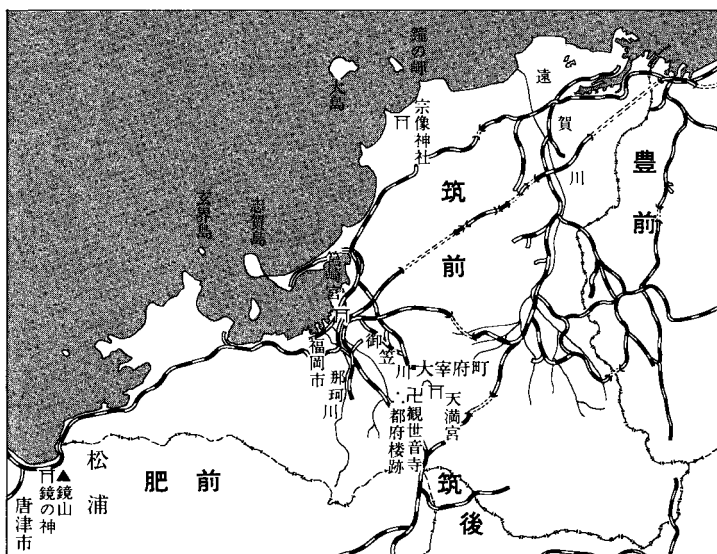 鐘の岬
大島
宗像神社
遠賀川
豊前
筑前
玄界島
志賀島
筥崎宮
福岡市
御笠川
那珂川
大宰府町
天満宮
卍観世音寺
∴都府楼跡
筑後
肥前
松浦
▲鏡山
鏡の神
唐津市